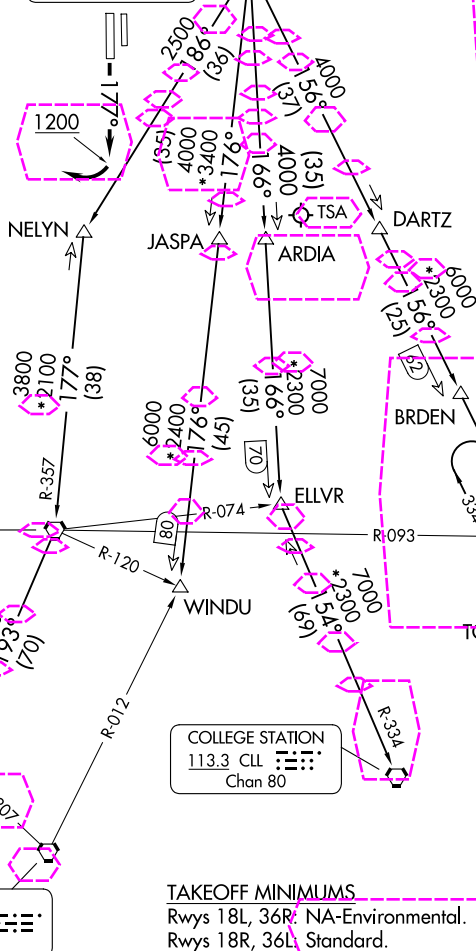 2500
186°
(36)
4000
156°
(37)
177°
1200
(35)
4000
*3400
176°
166°
4000
(35)
TSA
NELYN
JASPA
ARDIA
DARTZ
6000
*2300
156°
(25)
62
BRDEN
3800
*2100
177°
(38)
6000
*2400
176°
(45)
7000
*2300
166°
(35)
70
R-357
ELLVR
R-074
80
R-093
R-120
WINDU
7000
*2300
154°
(69)
193°
(70)
R-012
R-334
COLLEGE STATION
113.3 CLL
Chan 80
TAKEOFF MINIMUMS
Rwys 18L, 36R: NA-Environmental.
Rwys 18R, 36L: Standard.